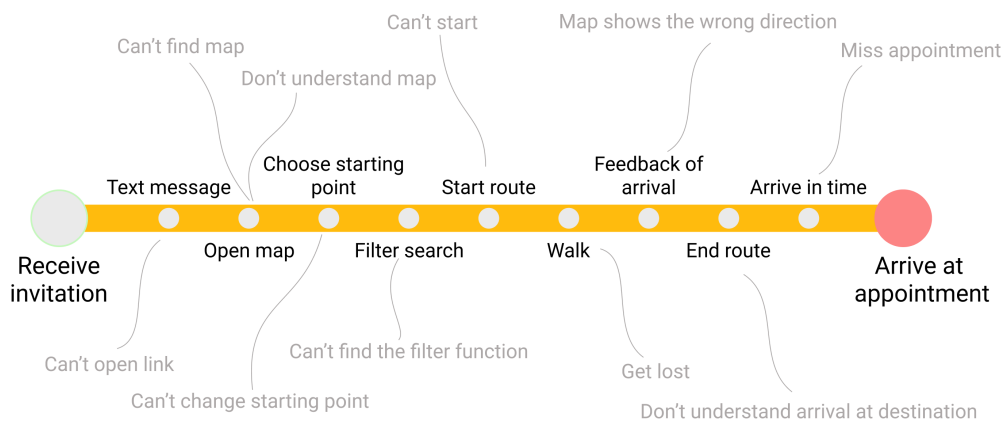 Can't start
Map shows the wrong direction
Can't find map
Miss appointment
Don't understand map
Choose starting
point
Feedback of
arrival
Text message
Start route
Arrive in time
Open map
Filter search
Walk
End route
Receive
invitation
Arrive at
appointment
Can't find the filter function
Can't open link
Get lost
Can't change starting point
Don't understand arrival at destination